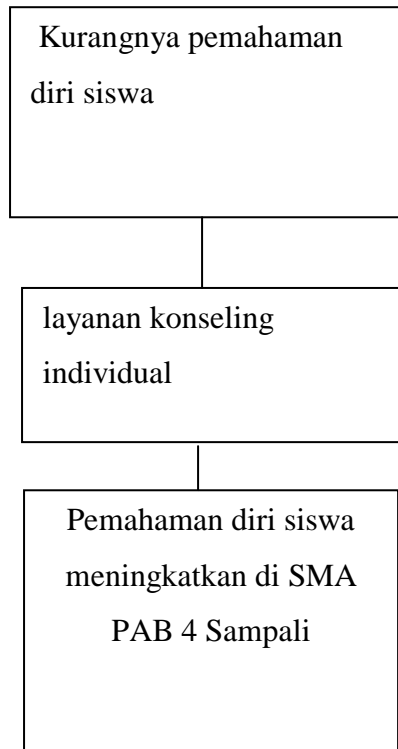 Kurangnya pemahaman
diri siswa
layanan konseling
individual
Pemahaman diri siswa
meningkatkan di SMA
PAB 4 Sampali